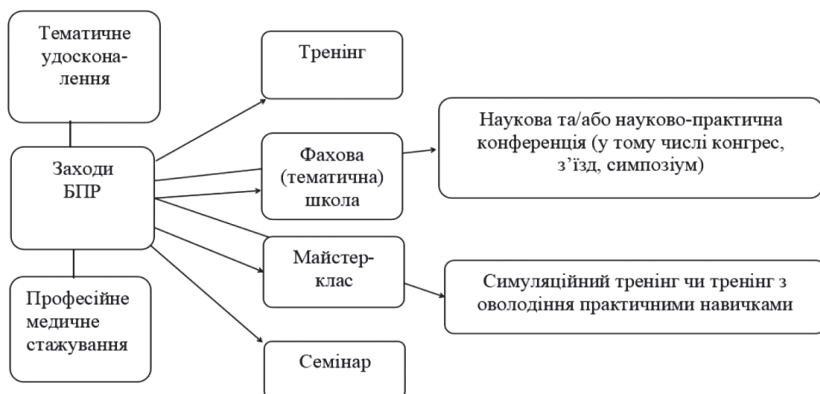 Тематичне
удоскона-
лення
Заходи
БПР
Професійне
медичне
стажування
Тренінг
Фахова
(тематична)
школа
Майстер-
клас
Семінар
Наукова та/або науково-практична
конференція (у тому числі конгрес,
з’їзд, симпозіум)
Симуляційний тренінг чи тренінг з
оволодіння практичними навичками